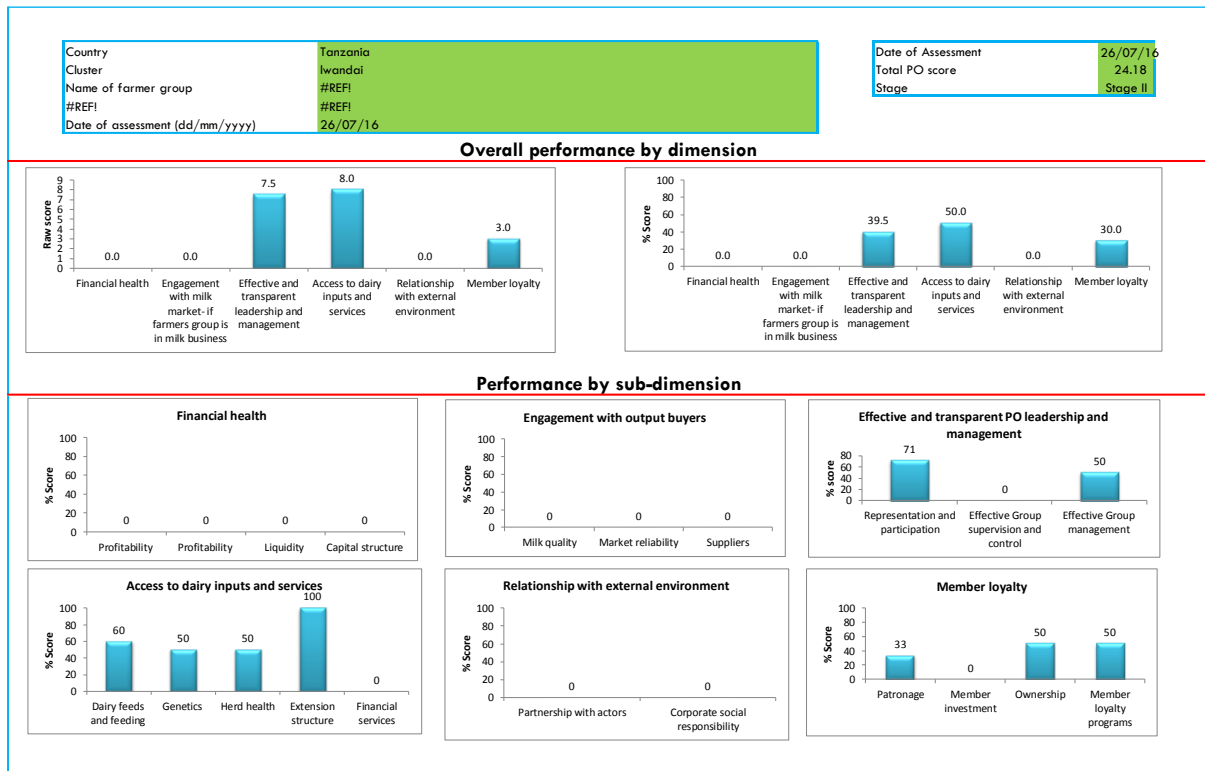 Country Tanzania
Cluster Iwandai
Name of farmer group #REF!
#REF! #REF!
Date of assessment (dd/mm/yyyy) 26/07/16
Date of Assessment 26/07/16
Total PO score 24.18
Stage Stage II
Overall performance by dimension
Raw score
9
8
7
6
5
4
3
2
1
0
0.0 0.0 7.5 8.0 0.0 3.0
Financial health
Engagement
with milk
market- if
farmers group is
in milk business
Effective and
transparent
leadership and
management
Access to dairy
inputs and
services
Relationship
with external
environment
Member loyalty
% Score
100
80
60
40
20
0
0.0 0.0 39.5 50.0 0.0 30.0
Financial health
Engagement
with milk
market- if
farmers group is
in milk business
Effective and
transparent
leadership and
management
Access to dairy
inputs and
services
Relationship
with external
environment
Member loyalty
Performance by sub-dimension
Financial health
% Score
100
80
60
40
20
0
0 0 0 0
Profitability Profitability Liquidity Capital structure
Engagement with output buyers
% Score
100
80
60
40
20
0
0 0 0
Milk quality Market reliability Suppliers
Effective and transparent PO leadership and
management
% score
80
60
40
20
0
71 0 50
Representation and
participation
Effective Group
supervision and
control
Effective Group
management
Access to dairy inputs and services
% Score
100
80
60
40
20
0
60 50 50 100 0
Dairy feeds
and feeding
Genetics
Herd health
Extension
structure
Financial
services
Relationship with external environment
% Score
100
80
60
40
20
0
0 0
Partnership with actors
Corporate social
responsibility
Member loyalty
% Score
100
80
60
40
20
0
33 0 50 50
Patronage
Member
investment
Ownership
Member
loyalty
programs